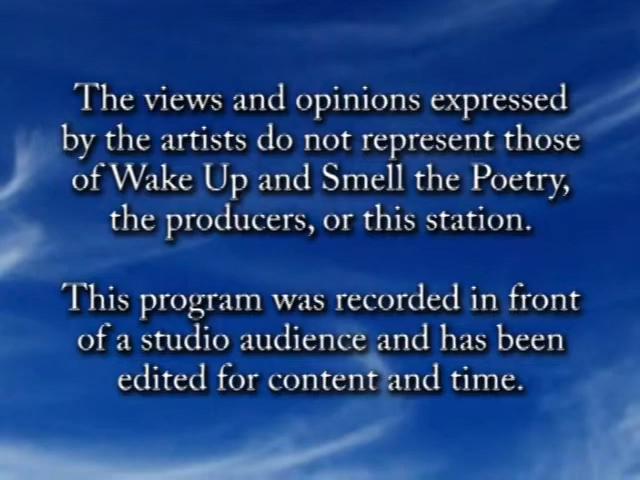 The views and opinions expressed
by the artists do not represent those
of Wake Up and Smell the Poetry,
the producers, or this station.
This program was recorded in front
of a studio audience and has been
edited for content and time.